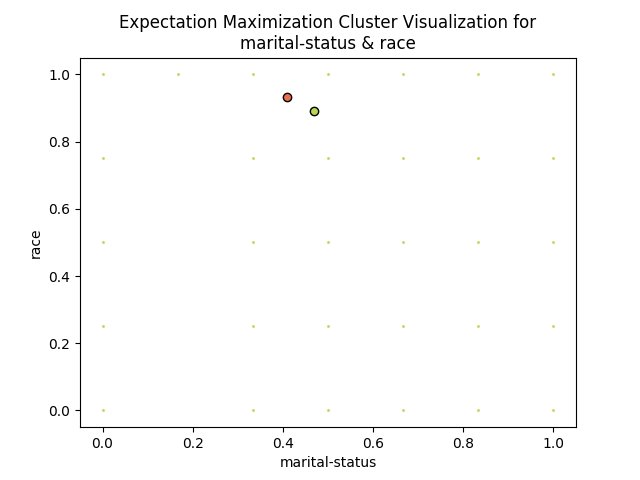 Expectation Maximization Cluster Visualization for
marital-status & race
1.0
0.8
0.6
0.4
0.2
0.0
race
0.0 0.2 0.4 0.6 0.8 1.0
marital-status